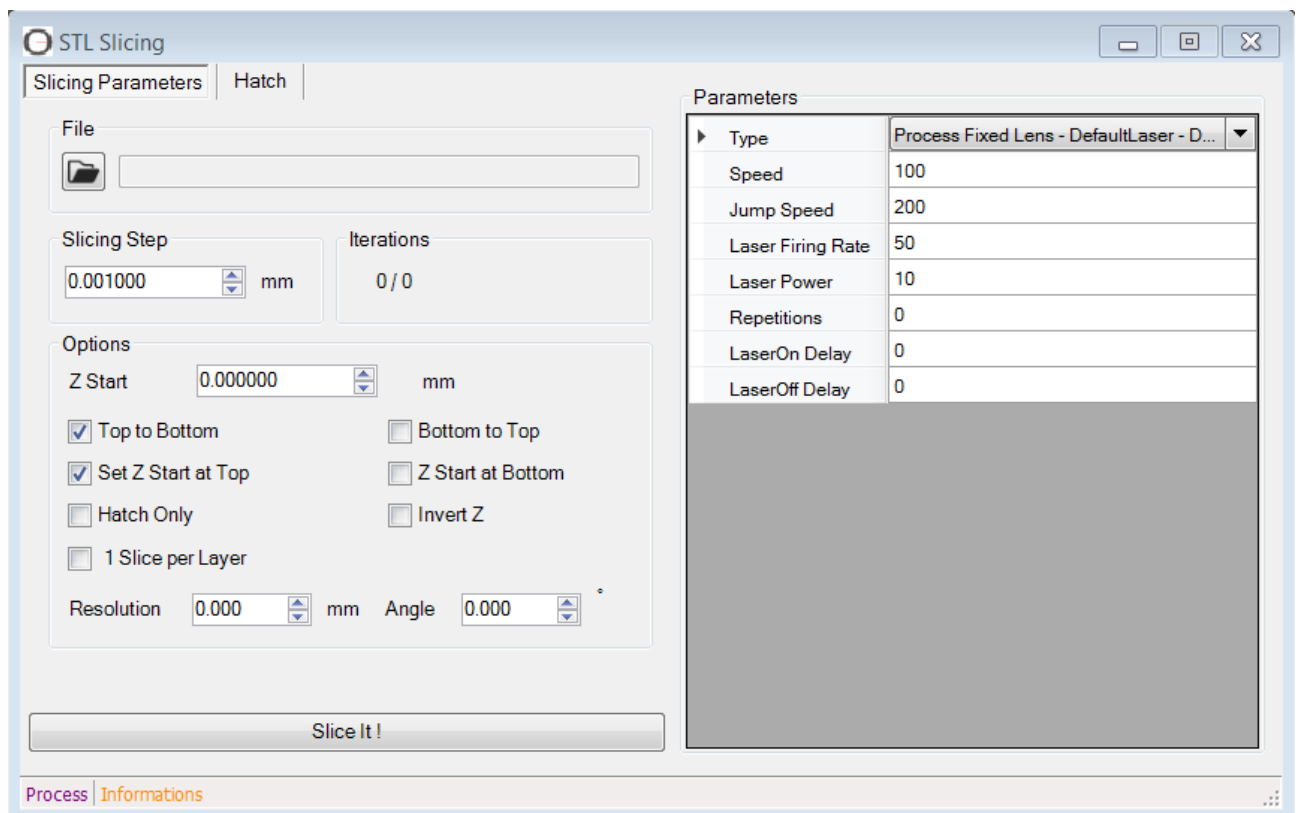 STL Slicing
Slicing Parameters Hatch
File
Slicing Step
0.001000 mm
Iterations
0 / 0
Options
Z Start 0.000000 mm
Top to Bottom Bottom to Top
Set Z Start at Top Z Start at Bottom
Hatch Only Invert Z
1 Slice per Layer
Resolution 0.000 mm Angle 0.000 °
Slice It !
Parameters
Type Process Fixed Lens - DefaultLaser - D...
Speed 100
Jump Speed 200
Laser Firing Rate 50
Laser Power 10
Repetitions 0
LaserOn Delay 0
LaserOff Delay 0
Process Informations